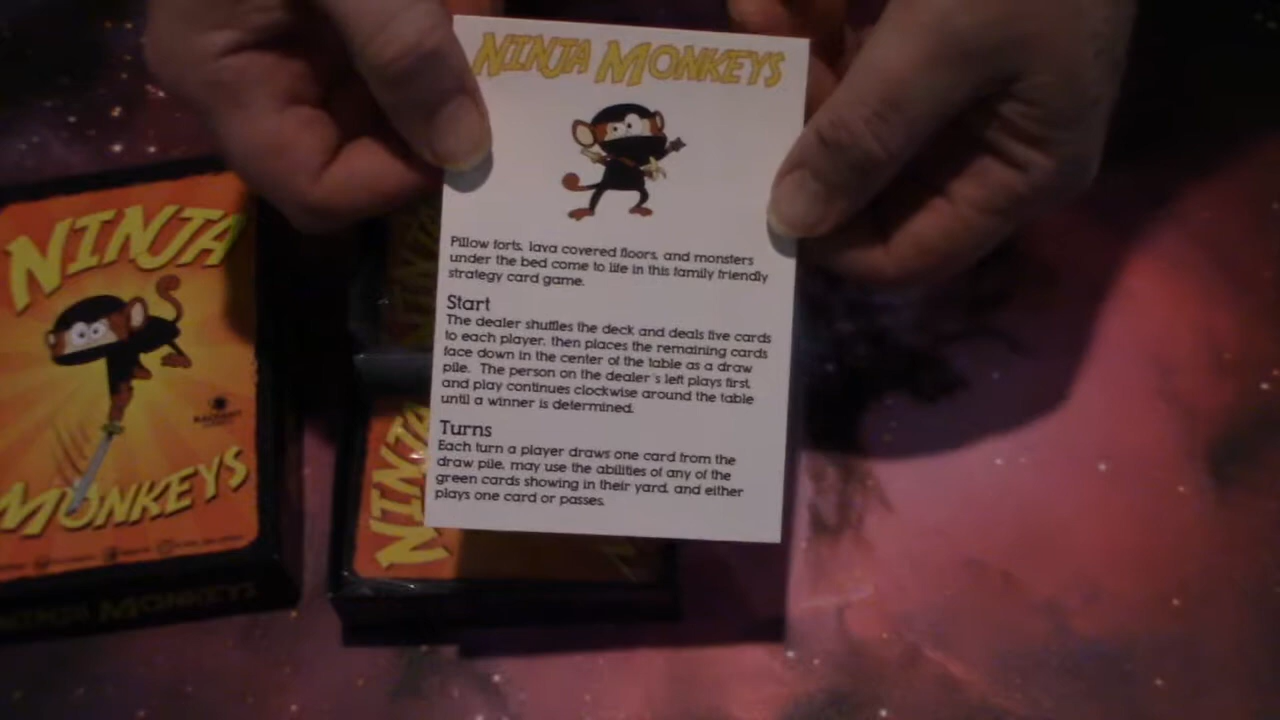 NINJA MONKEYS
Pillow forts, lava covered floors, and monsters
under the bed come to life in this family friendly
strategy card game.
Start
The dealer shuffles the deck and deals five cards
to each player, then places the remaining cards
face down in the center of the table as a draw
pile. The person on the dealer's left plays first,
and play continues clockwise around the table
until a winner is determined.
Turns
Each turn a player draws one card from the
draw pile, may use the abilities of any of the
green cards showing in their yard, and either
plays one card or passes.
NINJA
MONKEYS
NINJA MONKEYS
NINJA